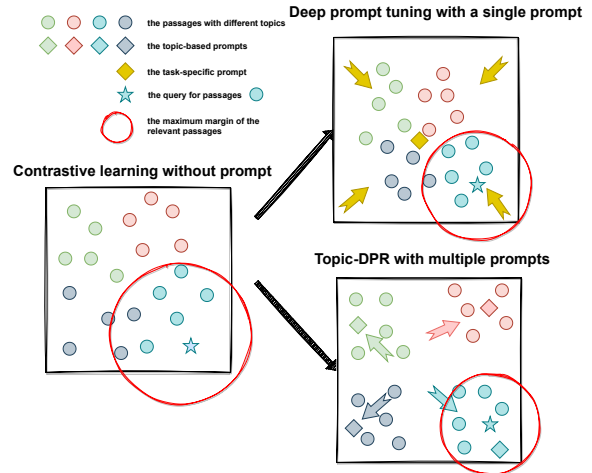 Deep prompt tuning with a single prompt
the passages with different topics
the topic-based prompts
the task-specific prompt
the query for passages
the maximum margin of the
relevant passages
Contrastive learning without prompt
Topic-DPR with multiple prompts